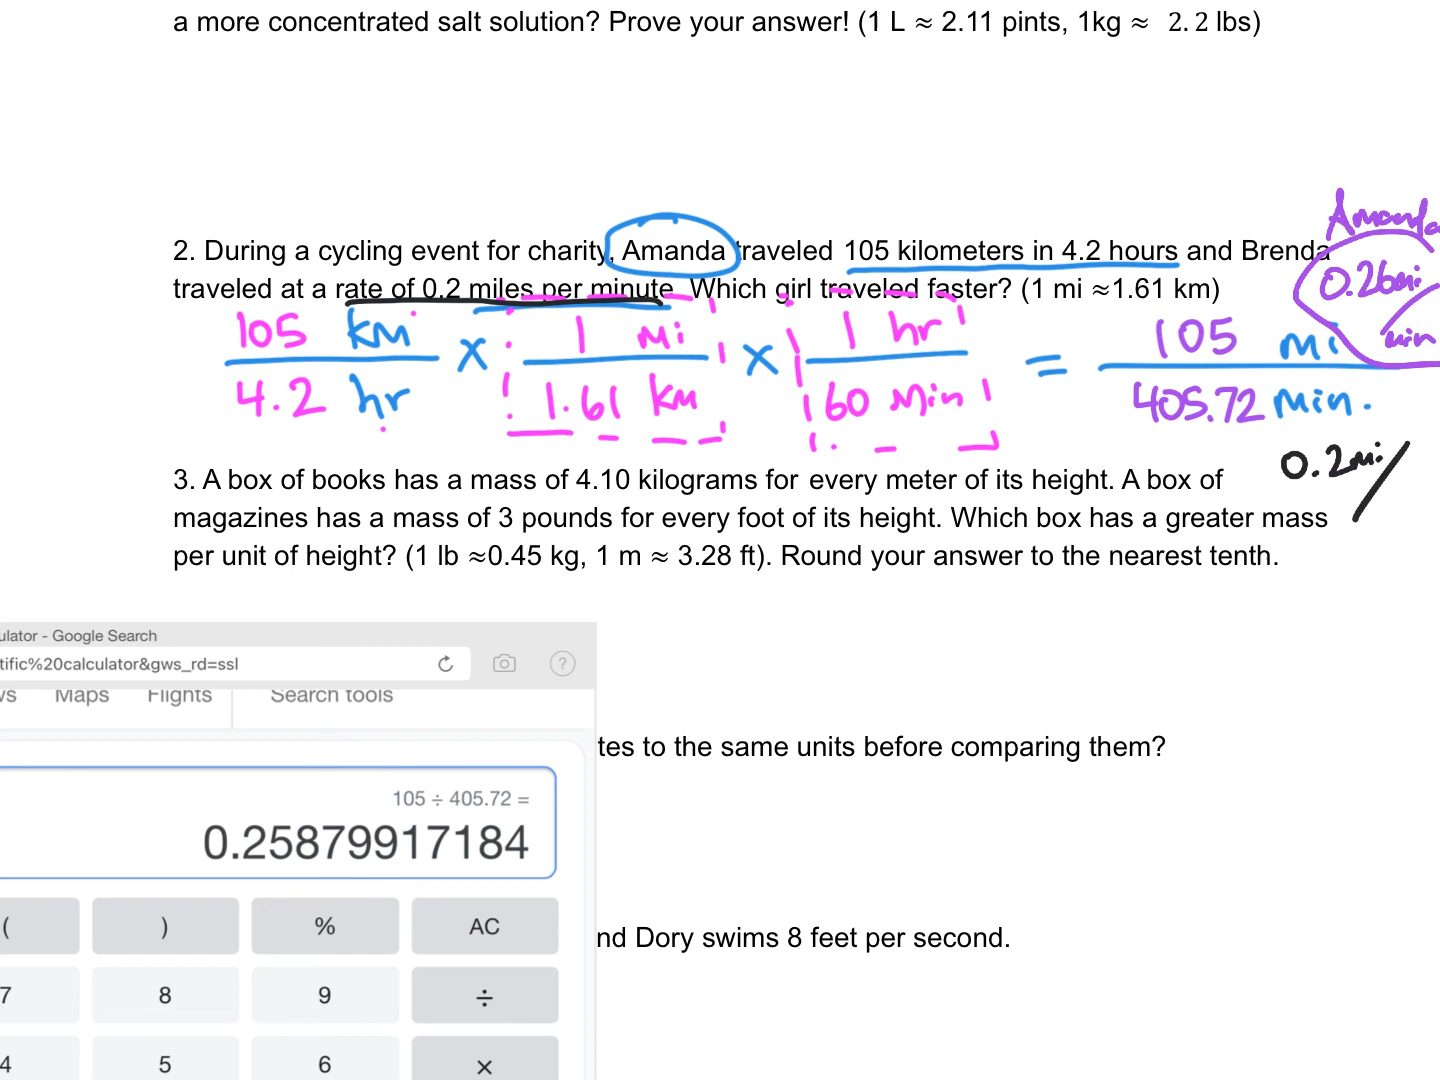 a more concentrated salt solution? Prove your answer! (1 L ≈ 2.11 pints, 1kg ≈ 2.2 lbs)
Amanda
2. During a cycling event for charity, Amanda traveled 105 kilometers in 4.2 hours and Brenda
traveled at a rate of 0.2 miles per minute. Which girl traveled faster? (1 mi ≈1.61 km)
0.26mi/min
105 km / 4.2 hr x 1 Mi / 1.61 km x 1 hr / 60 Min = 105 Mi / 405.72 Min.
0.2mi/
3. A box of books has a mass of 4.10 kilograms for every meter of its height. A box of
magazines has a mass of 3 pounds for every foot of its height. Which box has a greater mass
per unit of height? (1 lb ≈0.45 kg, 1 m ≈ 3.28 ft). Round your answer to the nearest tenth.
ulator - Google Search
tific%20calculator&gws_rd=ssl
?
vs Maps Flights Search tools
tes to the same units before comparing them?
105 ÷ 405.72 =
0.25879917184
( ) % AC
nd Dory swims 8 feet per second.
7 8 9 ÷
4 5 6 ×